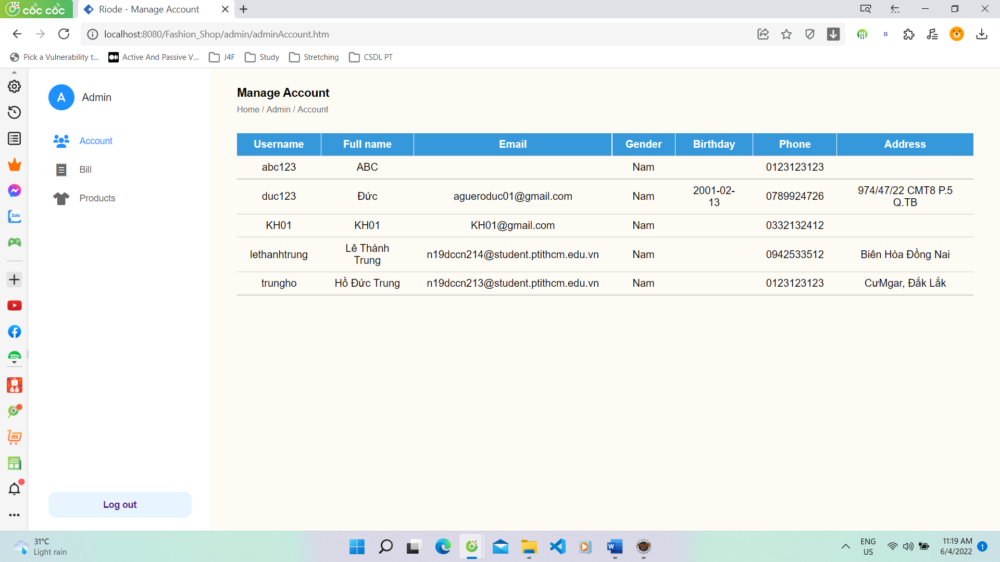 cốc cốc
Riode - Manage Account
localhost:8080/Fashion_Shop/admin/adminAccount.htm
B
Pick a Vulnerability t...
Active And Passive V...
J4F
Study
Stretching
CSDL PT
A
Admin
Account
Bill
Products
Zalo
Log out
Manage Account
Home / Admin / Account
Username Full name Email Gender Birthday Phone Address
abc123 ABC Nam 0123123123
duc123 Đức agueroduc01@gmail.com Nam 2001-02-13 0789924726 974/47/22 CMT8 P.5 Q.TB
KH01 KH01 KH01@gmail.com Nam 0332132412
lethanhtrung Lê Thành Trung n19dccn214@student.ptithcm.edu.vn Nam 0942533512 Biên Hòa Đồng Nai
trungho Hồ Đức Trung n19dccn213@student.ptithcm.edu.vn Nam 0123123123 CưMgar, Đắk Lắk
31°C
Light rain
W
ENG
US
11:19 AM
6/4/2022
1